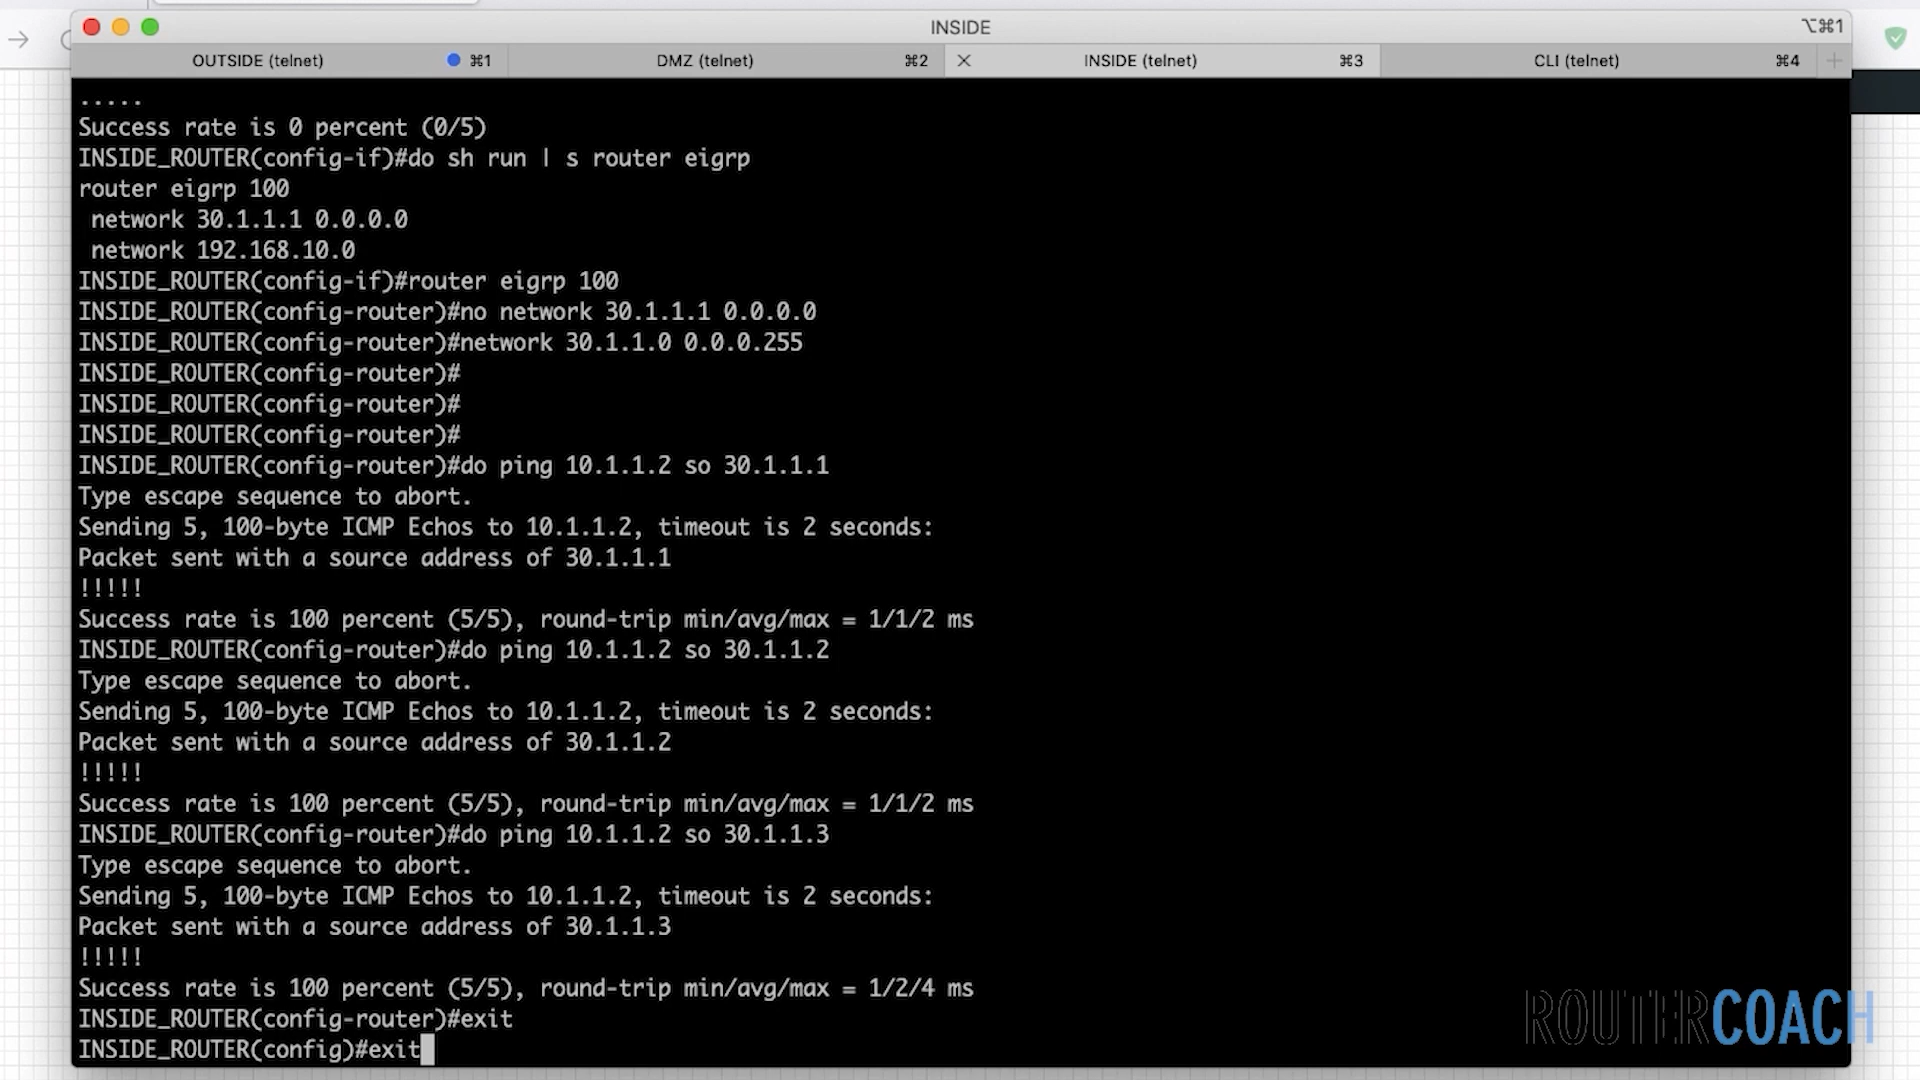 INSIDE
⌥⌘1
OUTSIDE (telnet) ⌘1 DMZ (telnet) ⌘2 INSIDE (telnet) ⌘3 CLI (telnet) ⌘4
.....
Success rate is 0 percent (0/5)
INSIDE_ROUTER(config-if)#do sh run | s router eigrp
router eigrp 100
 network 30.1.1.1 0.0.0.0
 network 192.168.10.0
INSIDE_ROUTER(config-if)#router eigrp 100
INSIDE_ROUTER(config-router)#no network 30.1.1.1 0.0.0.0
INSIDE_ROUTER(config-router)#network 30.1.1.0 0.0.0.255
INSIDE_ROUTER(config-router)#
INSIDE_ROUTER(config-router)#
INSIDE_ROUTER(config-router)#
INSIDE_ROUTER(config-router)#do ping 10.1.1.2 so 30.1.1.1
Type escape sequence to abort.
Sending 5, 100-byte ICMP Echos to 10.1.1.2, timeout is 2 seconds:
Packet sent with a source address of 30.1.1.1
!!!!!
Success rate is 100 percent (5/5), round-trip min/avg/max = 1/1/2 ms
INSIDE_ROUTER(config-router)#do ping 10.1.1.2 so 30.1.1.2
Type escape sequence to abort.
Sending 5, 100-byte ICMP Echos to 10.1.1.2, timeout is 2 seconds:
Packet sent with a source address of 30.1.1.2
!!!!!
Success rate is 100 percent (5/5), round-trip min/avg/max = 1/1/2 ms
INSIDE_ROUTER(config-router)#do ping 10.1.1.2 so 30.1.1.3
Type escape sequence to abort.
Sending 5, 100-byte ICMP Echos to 10.1.1.2, timeout is 2 seconds:
Packet sent with a source address of 30.1.1.3
!!!!!
Success rate is 100 percent (5/5), round-trip min/avg/max = 1/2/4 ms
INSIDE_ROUTER(config-router)#exit
INSIDE_ROUTER(config)#exit
ROUTERCOACH